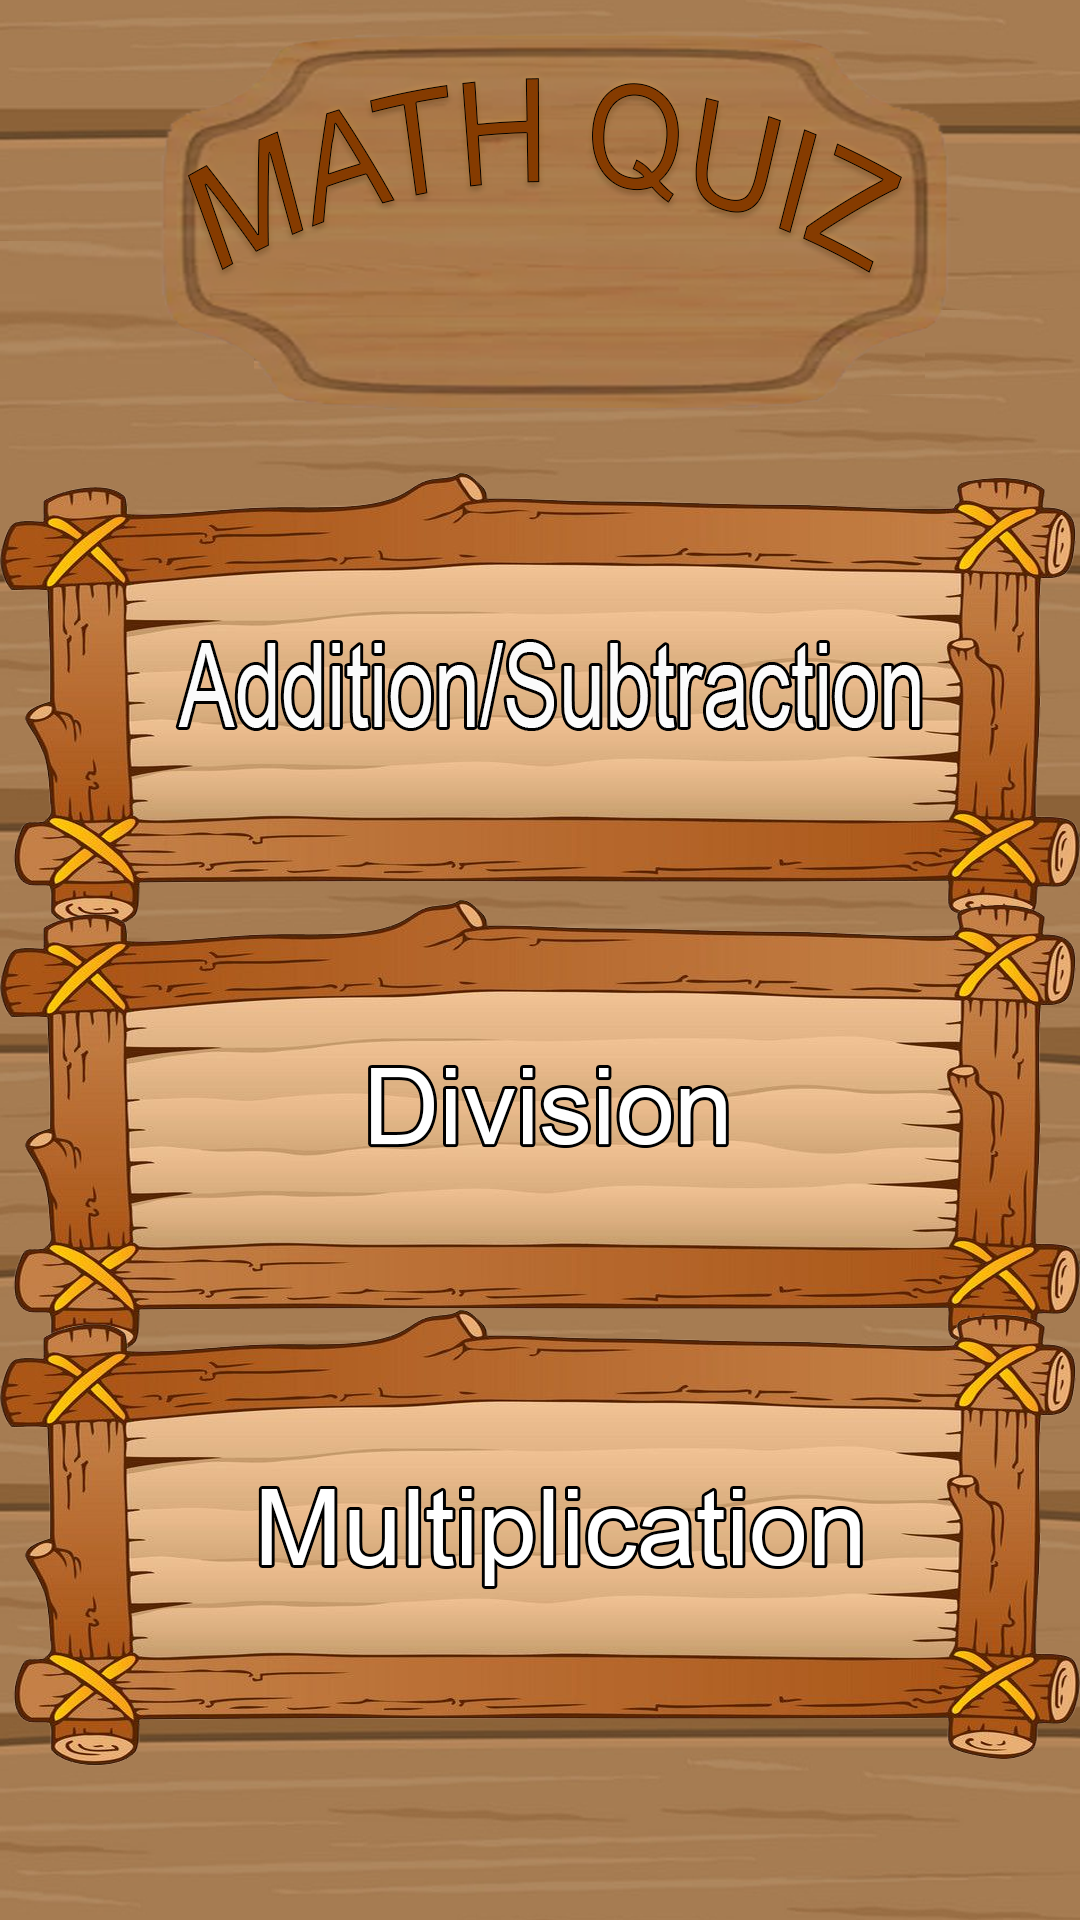 MATH QUIZ
Addition/Subtraction
Division
Multiplication